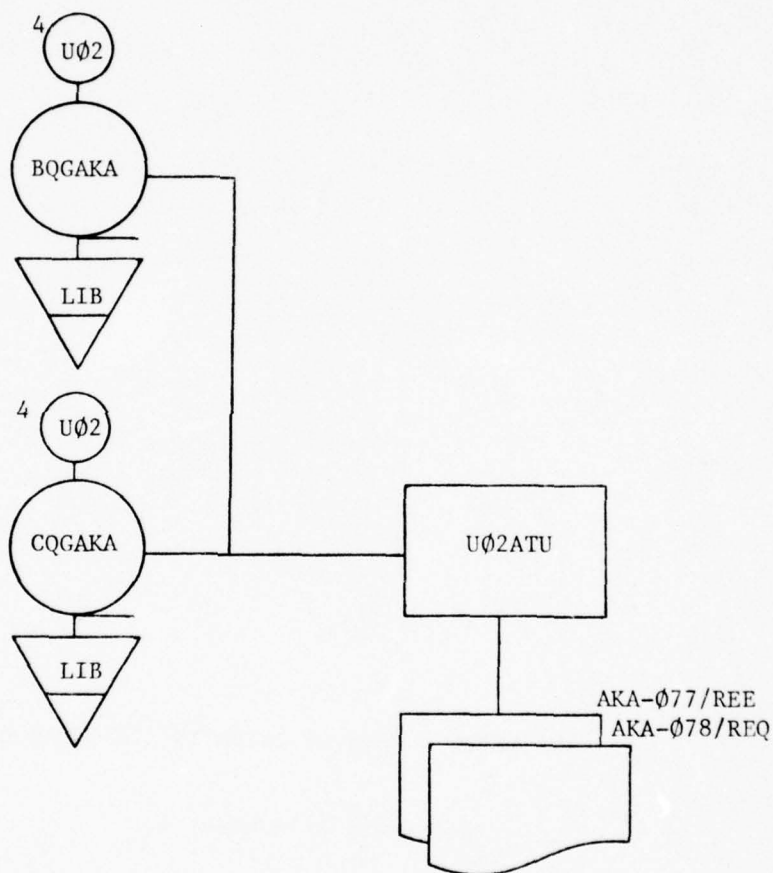 4
UØ2
BQGAKA
LIB
4
UØ2
CQGAKA
UØ2ATU
LIB
AKA-Ø77/REE
AKA-Ø78/REQ